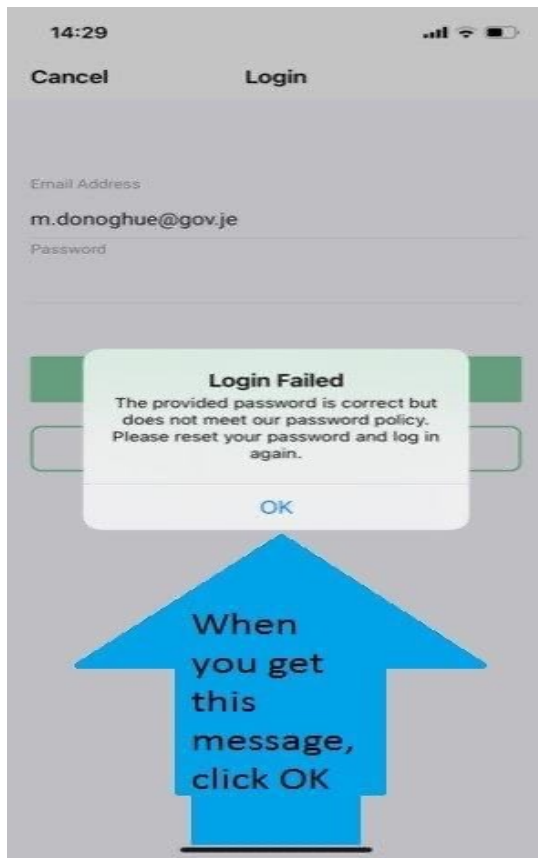 14:29
Cancel Login
Email Address
m.donoghue@gov.je
Password
Login Failed
The provided password is correct but
does not meet our password policy.
Please reset your password and log in
again.
OK
When
you get
this
message,
click OK